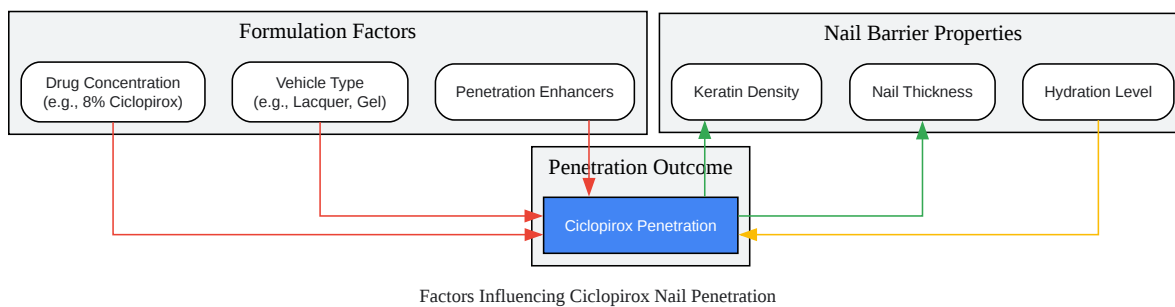 Formulation Factors
Drug Concentration
(e.g., 8% Ciclopirox)
Vehicle Type
(e.g., Lacquer, Gel)
Penetration Enhancers
Nail Barrier Properties
Keratin Density
Nail Thickness
Hydration Level
Penetration Outcome
Ciclopirox Penetration
Factors Influencing Ciclopirox Nail Penetration